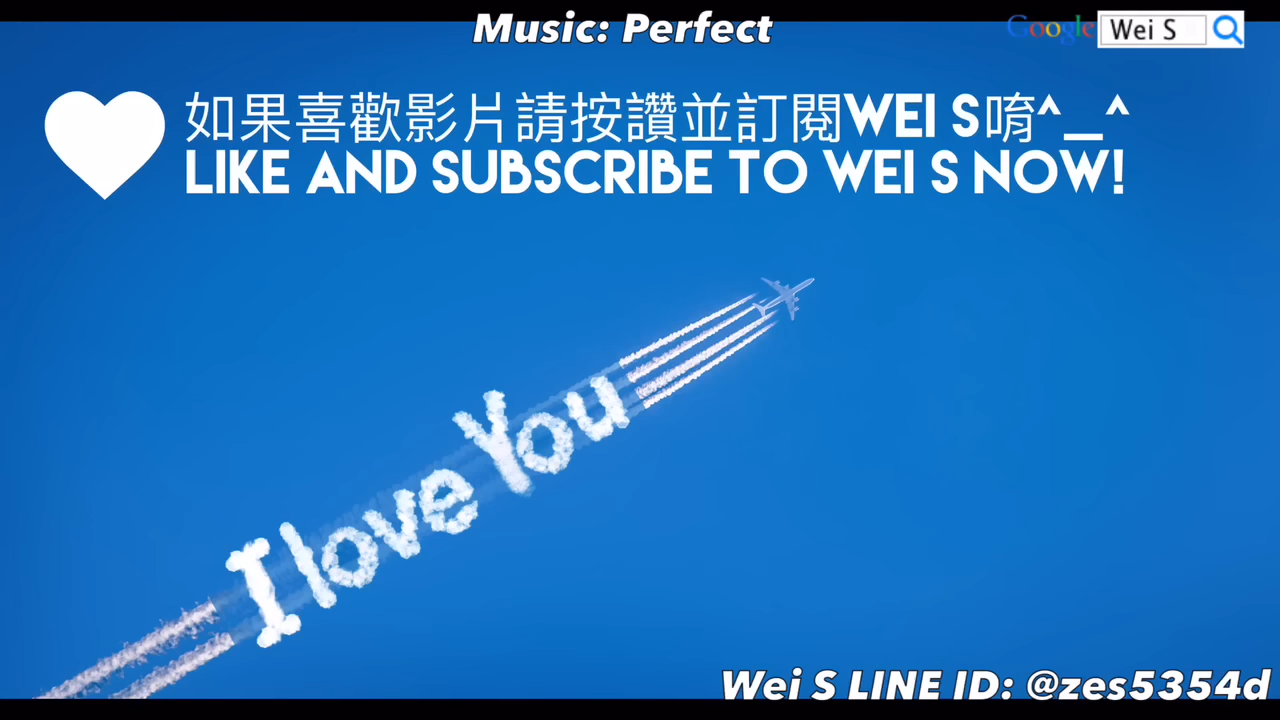 Music: Perfect
Google Wei S
如果喜歡影片請按讚並訂閱WEI S唷^_^
LIKE AND SUBSCRIBE TO WEI S NOW!
I love You
Wei S LINE ID: @zes5354d